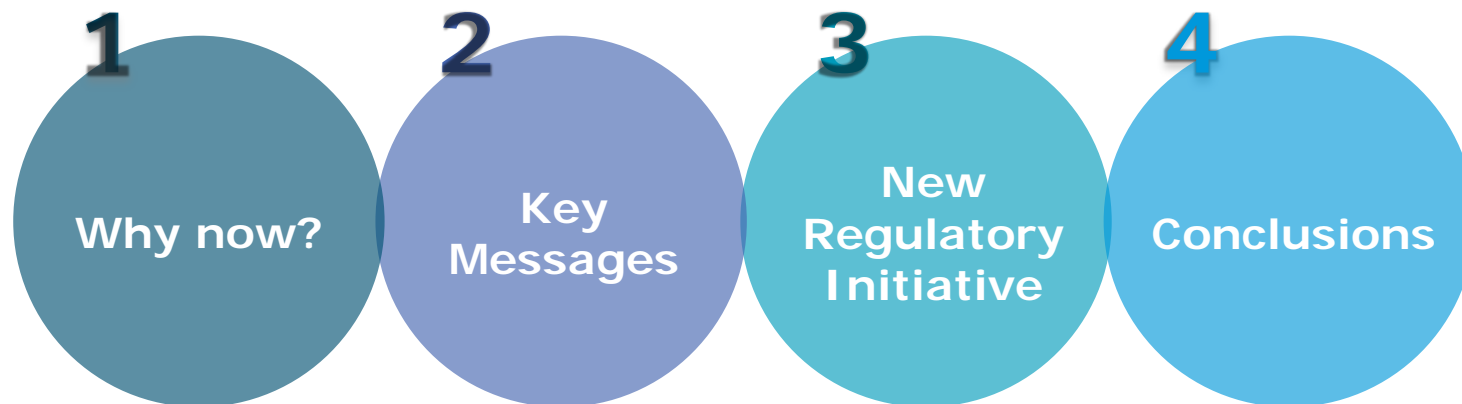 1
Why now?
2
Key
Messages
3
New
Regulatory
Initiative
4
Conclusions